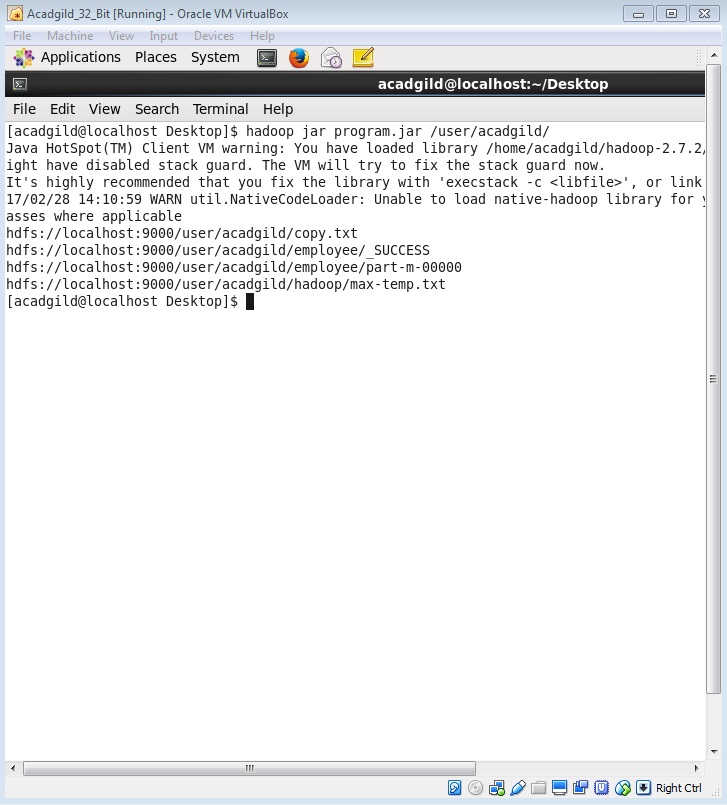 Acadgild_32_Bit [Running] - Oracle VM VirtualBox
File Machine View Input Devices Help
Applications Places System
acadgild@localhost:~/Desktop
File Edit View Search Terminal Help
[acadgild@localhost Desktop]$ hadoop jar program.jar /user/acadgild/
Java HotSpot(TM) Client VM warning: You have loaded library /home/acadgild/hadoop-2.7.2/
ight have disabled stack guard. The VM will try to fix the stack guard now.
It's highly recommended that you fix the library with 'execstack -c <libfile>', or link
17/02/28 14:10:59 WARN util.NativeCodeLoader: Unable to load native-hadoop library for y
asses where applicable
hdfs://localhost:9000/user/acadgild/copy.txt
hdfs://localhost:9000/user/acadgild/employee/_SUCCESS
hdfs://localhost:9000/user/acadgild/employee/part-m-00000
hdfs://localhost:9000/user/acadgild/hadoop/max-temp.txt
[acadgild@localhost Desktop]$
Right Ctrl